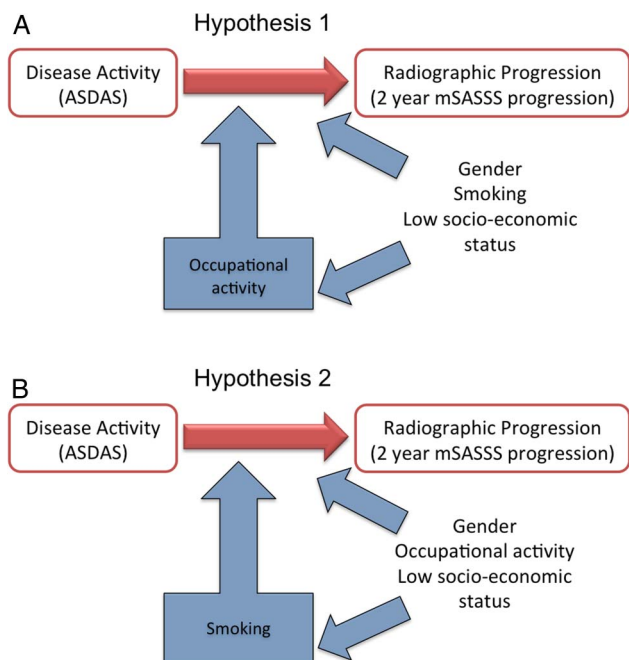 A
Hypothesis 1
Disease Activity
(ASDAS)
Radiographic Progression
(2 year mSASSS progression)
Gender
Smoking
Low socio-economic
status
Occupational
activity
B
Hypothesis 2
Disease Activity
(ASDAS)
Radiographic Progression
(2 year mSASSS progression)
Gender
Occupational activity
Low socio-economic
status
Smoking